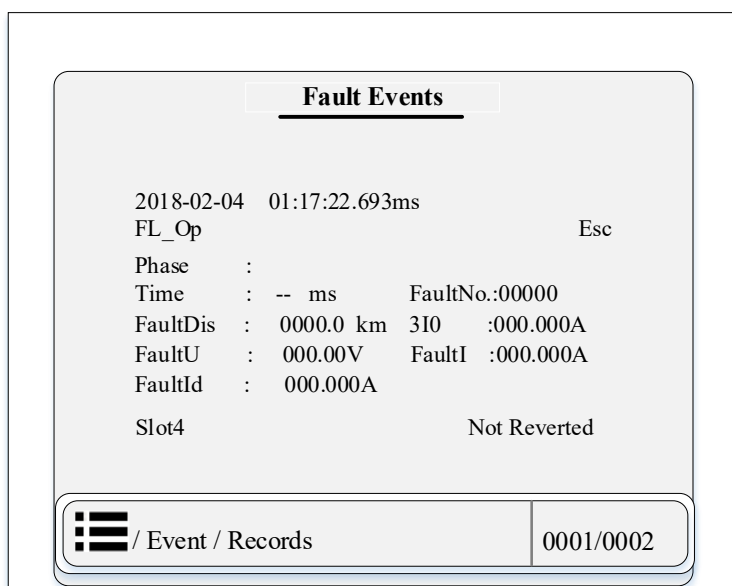 Fault Events
2018-02-04 01:17:22.693ms
FL_Op Esc
Phase :
Time : -- ms FaultNo.:00000
FaultDis : 0000.0 km 3I0 :000.000A
FaultU : 000.00V FaultI :000.000A
FaultId : 000.000A
Slot4 Not Reverted
/ Event / Records 0001/0002